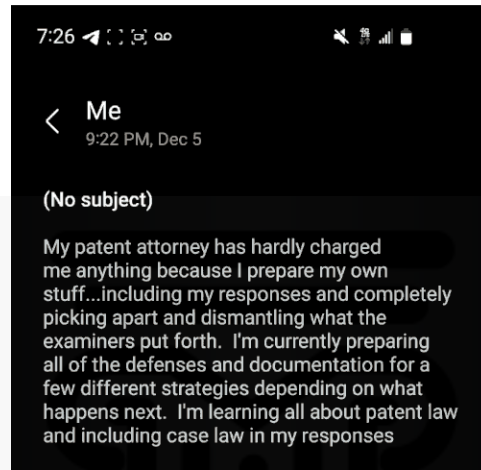 7:26
Me
9:22 PM, Dec 5
(No subject)
My patent attorney has hardly charged
me anything because I prepare my own
stuff...including my responses and completely
picking apart and dismantling what the
examiners put forth.  I'm currently preparing
all of the defenses and documentation for a
few different strategies depending on what
happens next.  I'm learning all about patent law
and including case law in my responses